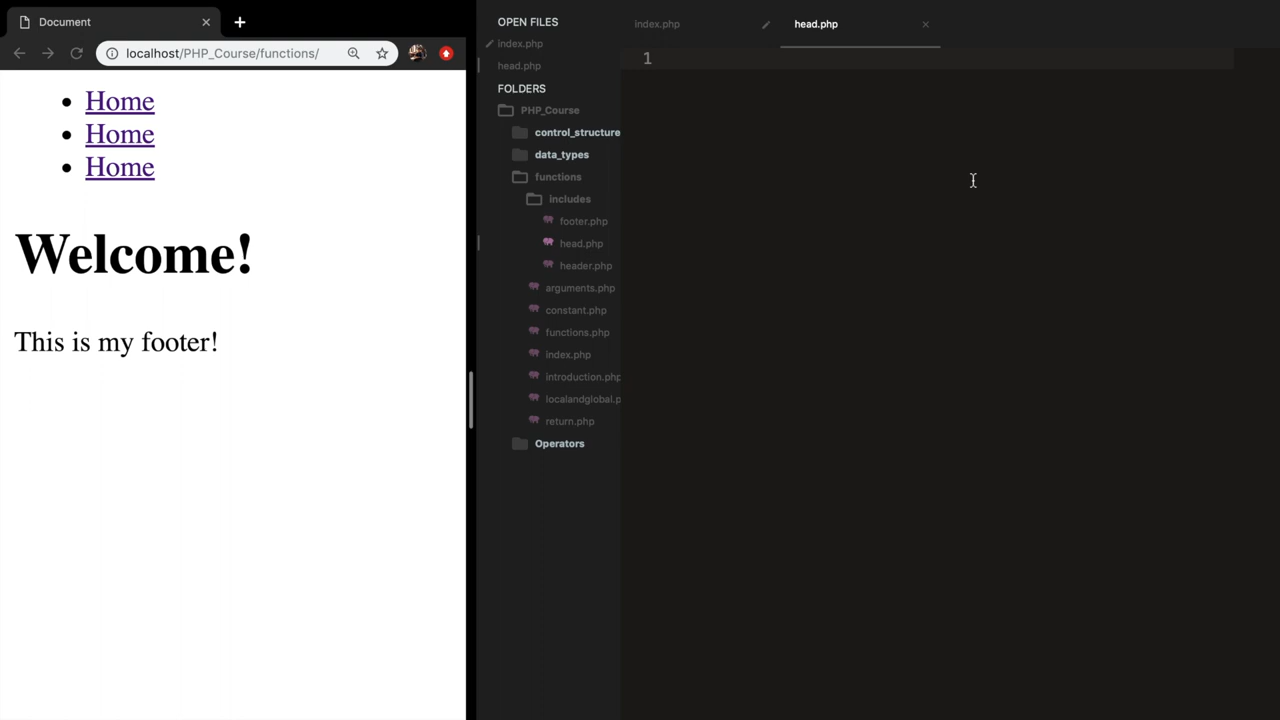 Document
localhost/PHP_Course/functions/
Home
Home
Home
Welcome!
This is my footer!
OPEN FILES
index.php
head.php
FOLDERS
PHP_Course
control_structure
data_types
functions
includes
footer.php
head.php
header.php
arguments.php
constant.php
functions.php
index.php
introduction.php
localandglobal.p
return.php
Operators
index.php
head.php
1